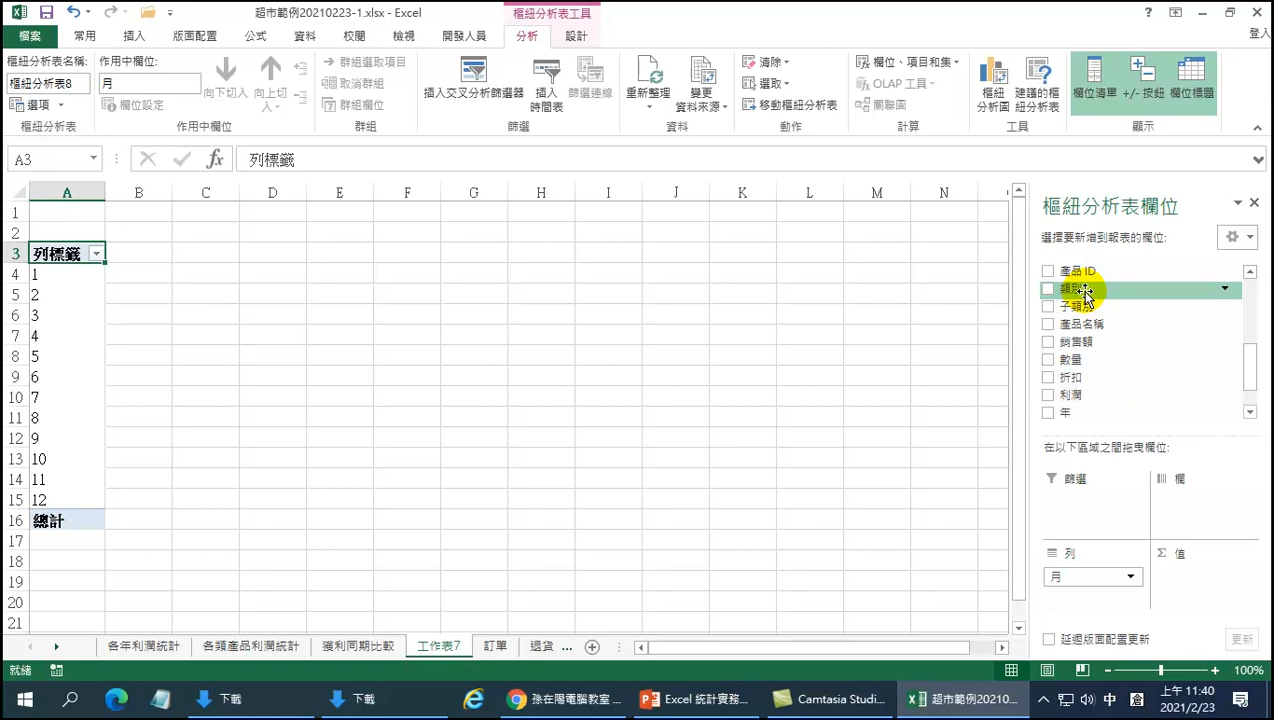 超市範例20210223-1.xlsx - Excel
樞紐分析表工具
檔案 常用 插入 版面配置 公式 資料 校閱 檢視 開發人員 分析 設計 登入
樞紐分析表名稱:
樞紐分析表8
選項
樞紐分析表
作用中欄位:
月
欄位設定
向下切入
向上切入
作用中欄位
群組選取項目
取消群組
群組欄位
群組
插入交叉分析篩選器
插入時間表
篩選連線
篩選
重新整理
變更資料來源
資料
清除
選取
移動樞紐分析表
動作
欄位、項目和集
OLAP 工具
關聯圖
計算
樞紐分析圖
建議的樞紐分析表
工具
欄位清單
+/- 按鈕
欄位標題
顯示
A3
fx
列標籤
A B C D E F G H I J K L M N
1
2
3 列標籤
4 1
5 2
6 3
7 4
8 5
9 6
10 7
11 8
12 9
13 10
14 11
15 12
16 總計
17
18
19
20
21
樞紐分析表欄位
選擇要新增到報表的欄位:
產品 ID
類別
子類別
產品名稱
銷售額
數量
折扣
利潤
年
在以下區域之間拖曳欄位:
篩選
欄
列
值
月
延遲版面配置更新
更新
各年利潤統計 各類產品利潤統計 獲利同期比較 工作表7 訂單 退貨 ...
就緒
100%
下載
下載
孫在陽電腦教室...
Excel 統計實務...
Camtasia Studi...
超市範例20210...
中
上午 11:40
2021/2/23